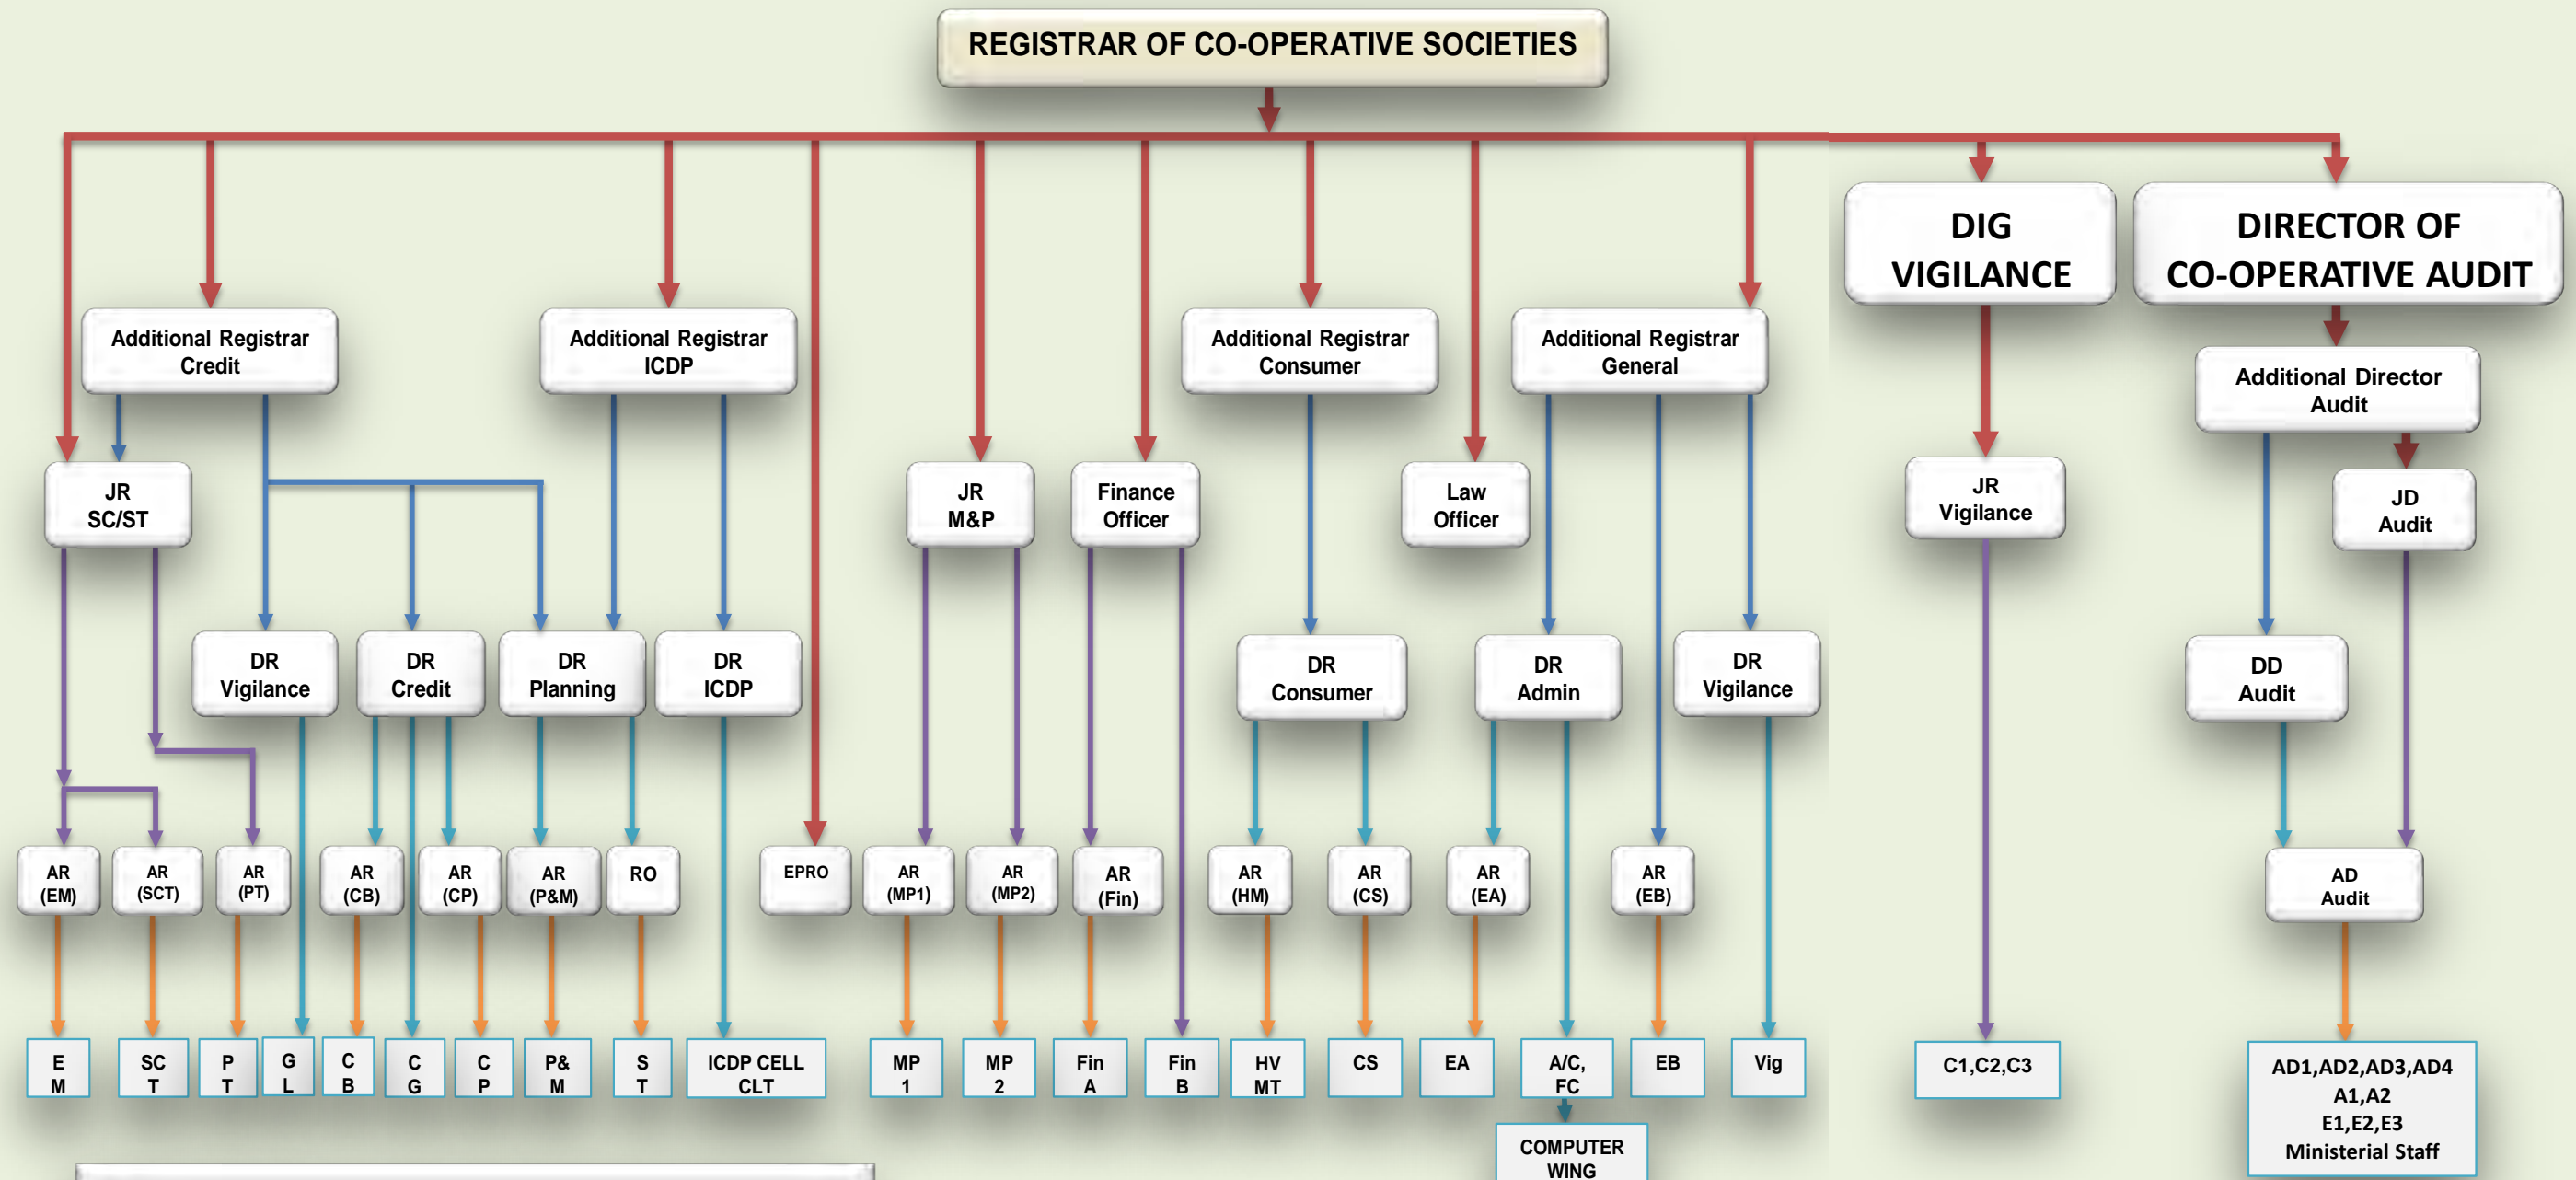 REGISTRAR OF CO-OPERATIVE SOCIETIES
DIG
VIGILANCE
DIRECTOR OF
CO-OPERATIVE AUDIT
Additional Registrar
Credit
Additional Registrar
ICDP
Additional Registrar
Consumer
Additional Registrar
General
Additional Director
Audit
JR
SC/ST
JR
M&P
Finance
Officer
Law
Officer
JR
Vigilance
JD
Audit
DR
Vigilance
DR
Credit
DR
Planning
DR
ICDP
DR
Consumer
DR
Admin
DR
Vigilance
DD
Audit
AR
(EM)
AR
(SCT)
AR
(PT)
AR
(CB)
AR
(CP)
AR
(P&M)
RO
EPRO
AR
(MP1)
AR
(MP2)
AR
(Fin)
AR
(HM)
AR
(CS)
AR
(EA)
AR
(EB)
AD
Audit
E
M
SC
T
P
T
G
L
C
B
C
G
C
P
P&
M
S
T
ICDP CELL
CLT
MP
1
MP
2
Fin
A
Fin
B
HV
MT
CS
EA
A/C,
FC
EB
Vig
C1,C2,C3
AD1,AD2,AD3,AD4
A1,A2
E1,E2,E3
Ministerial Staff
COMPUTER
WING